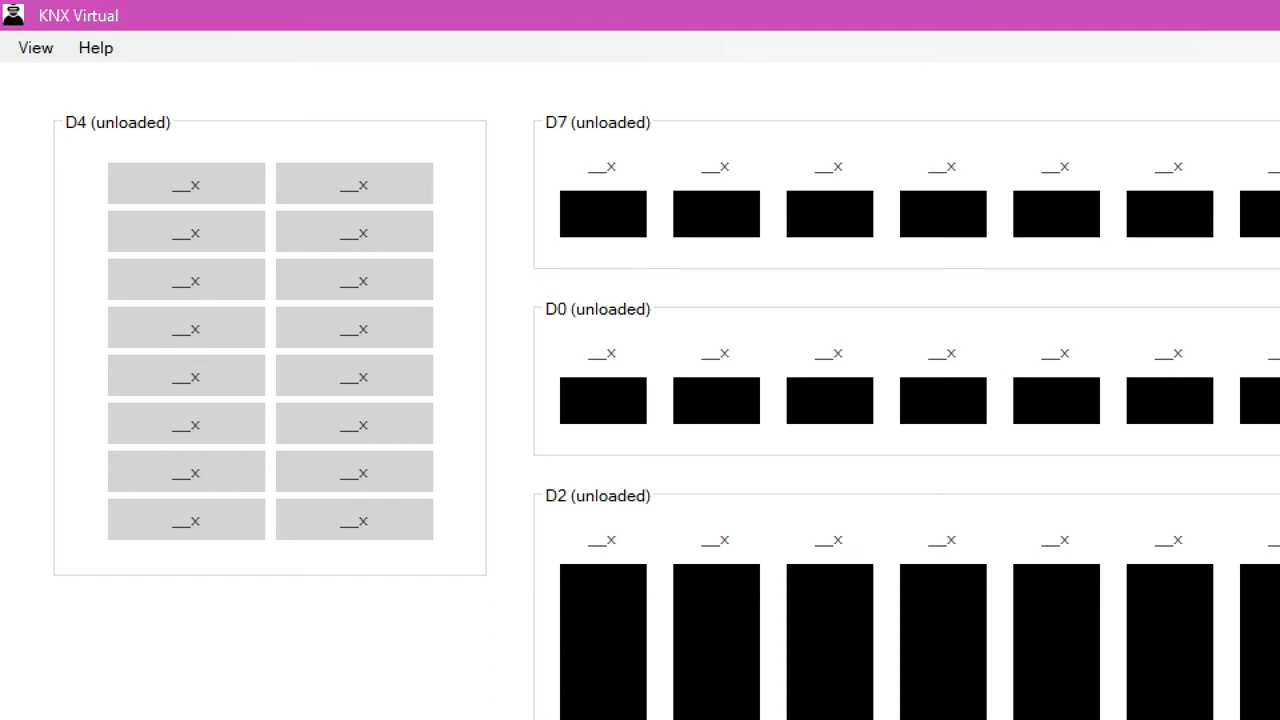 KNX Virtual
View Help
D4 (unloaded)
__x __x
__x __x
__x __x
__x __x
__x __x
__x __x
__x __x
__x __x
D7 (unloaded)
__x __x __x __x __x __x
D0 (unloaded)
__x __x __x __x __x __x
D2 (unloaded)
__x __x __x __x __x __x